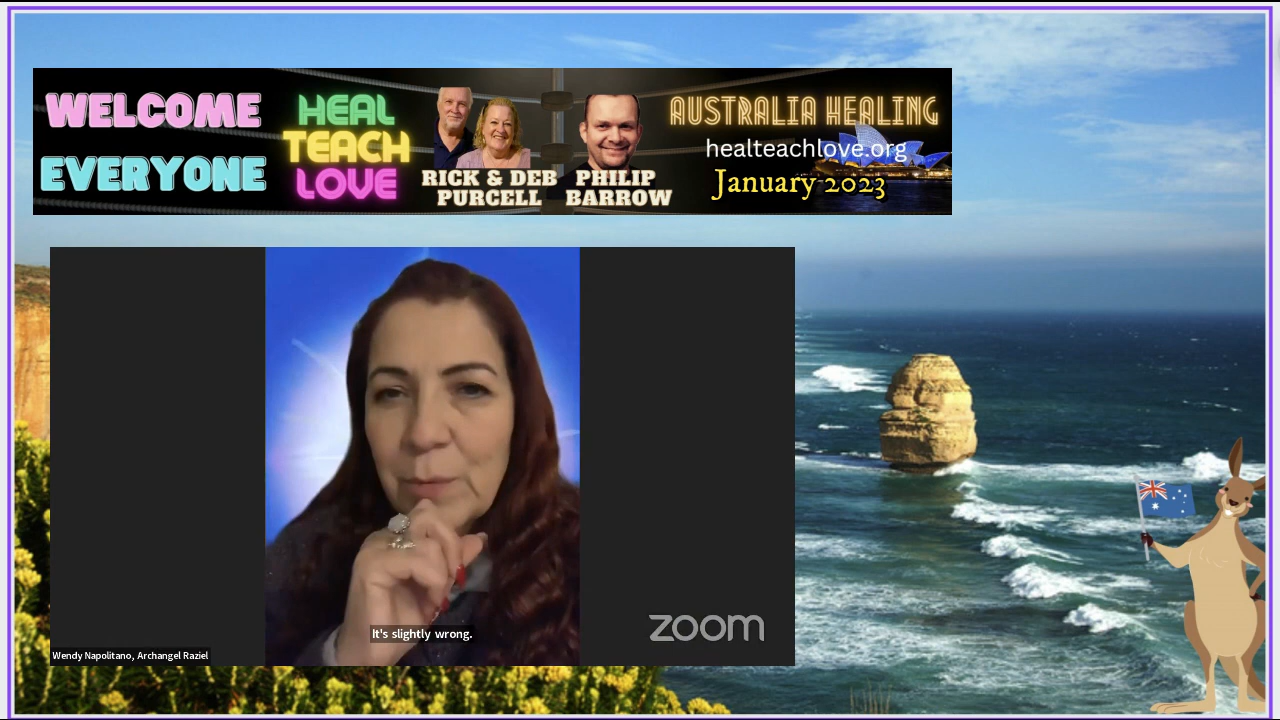 WELCOME
EVERYONE
HEAL
TEACH
LOVE
RICK & DEB
PURCELL
PHILIP
BARROW
AUSTRALIA HEALING
healteachlove.org
January 2023
It's slightly wrong.
zoom
Wendy Napolitano, Archangel Raziel